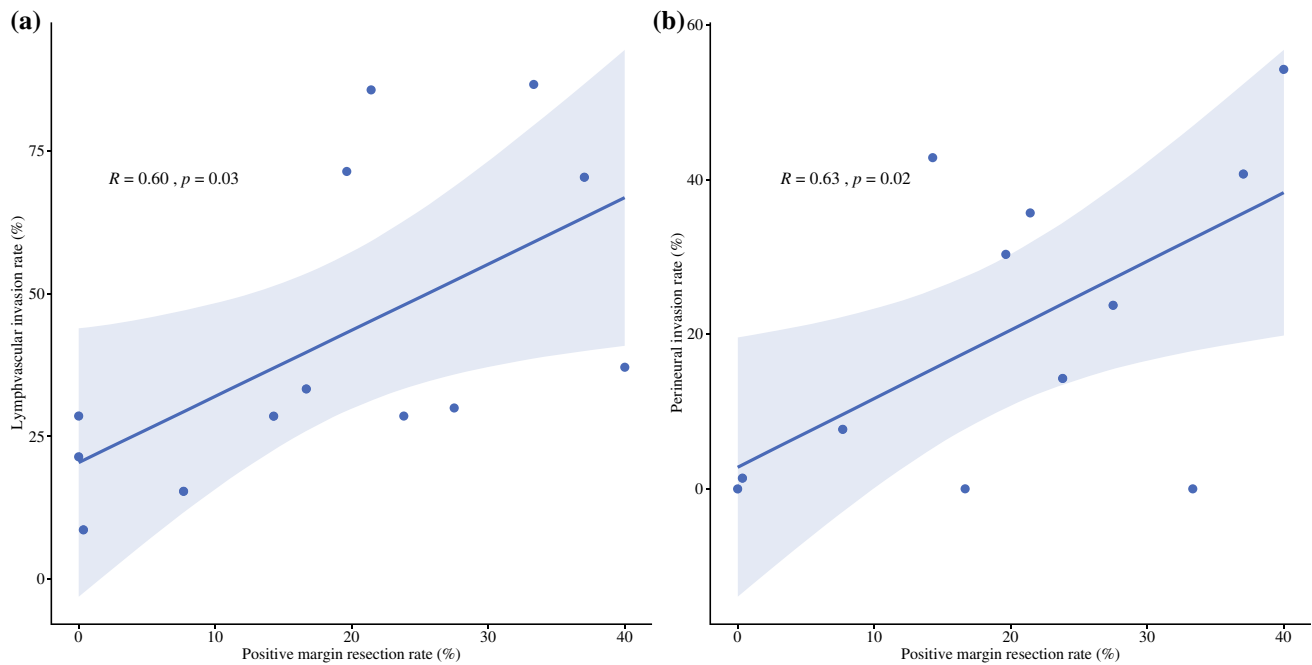 (a)
75
50
25
0
Lymphvascular invasion rate (%)
R = 0.60 , p = 0.03
0 10 20 30 40
Positive margin resection rate (%)
(b)
60
40
20
0
Perineural invasion rate (%)
R = 0.63 , p = 0.02
0 10 20 30 40
Positive margin resection rate (%)